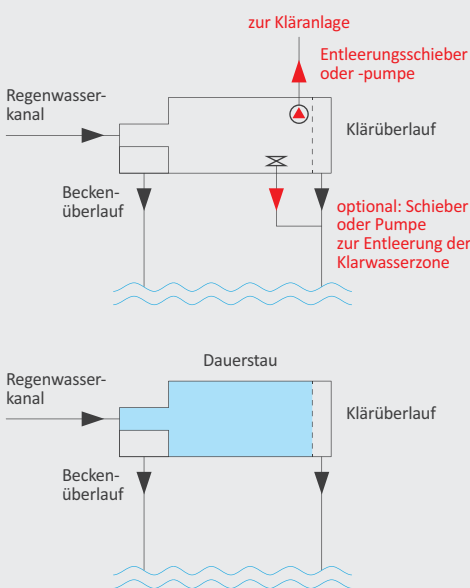 zur Kläranlage
Entleerungsschieber
oder -pumpe
Regenwasser-
kanal
Klärüberlauf
Becken-
überlauf
optional: Schieber
oder Pumpe
zur Entleerung der
Klarwasserzone
Dauerstau
Regenwasser-
kanal
Klärüberlauf
Becken-
überlauf